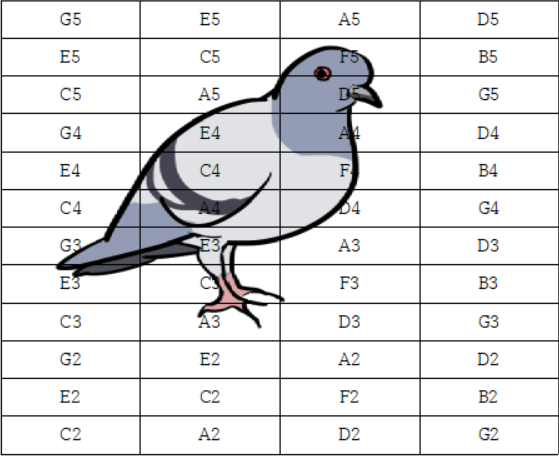 G5 E5 A5 D5
E5 C5 F5 B5
C5 A5 D5 G5
G4 E4 A4 D4
E4 C4 F4 B4
C4 A4 D4 G4
G3 E3 A3 D3
E3 C3 F3 B3
C3 A3 D3 G3
G2 E2 A2 D2
E2 C2 F2 B2
C2 A2 D2 G2